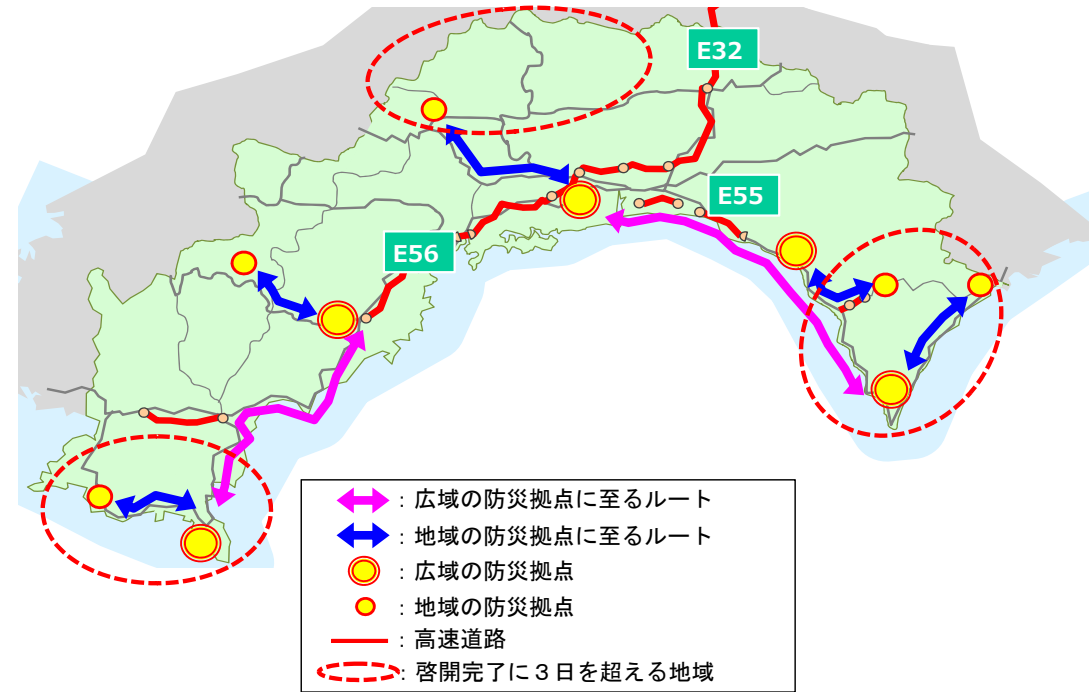 E32
E55
E56
：広域の防災拠点に至るルート
：地域の防災拠点に至るルート
：広域の防災拠点
：地域の防災拠点
：高速道路
：啓開完了に３日を超える地域